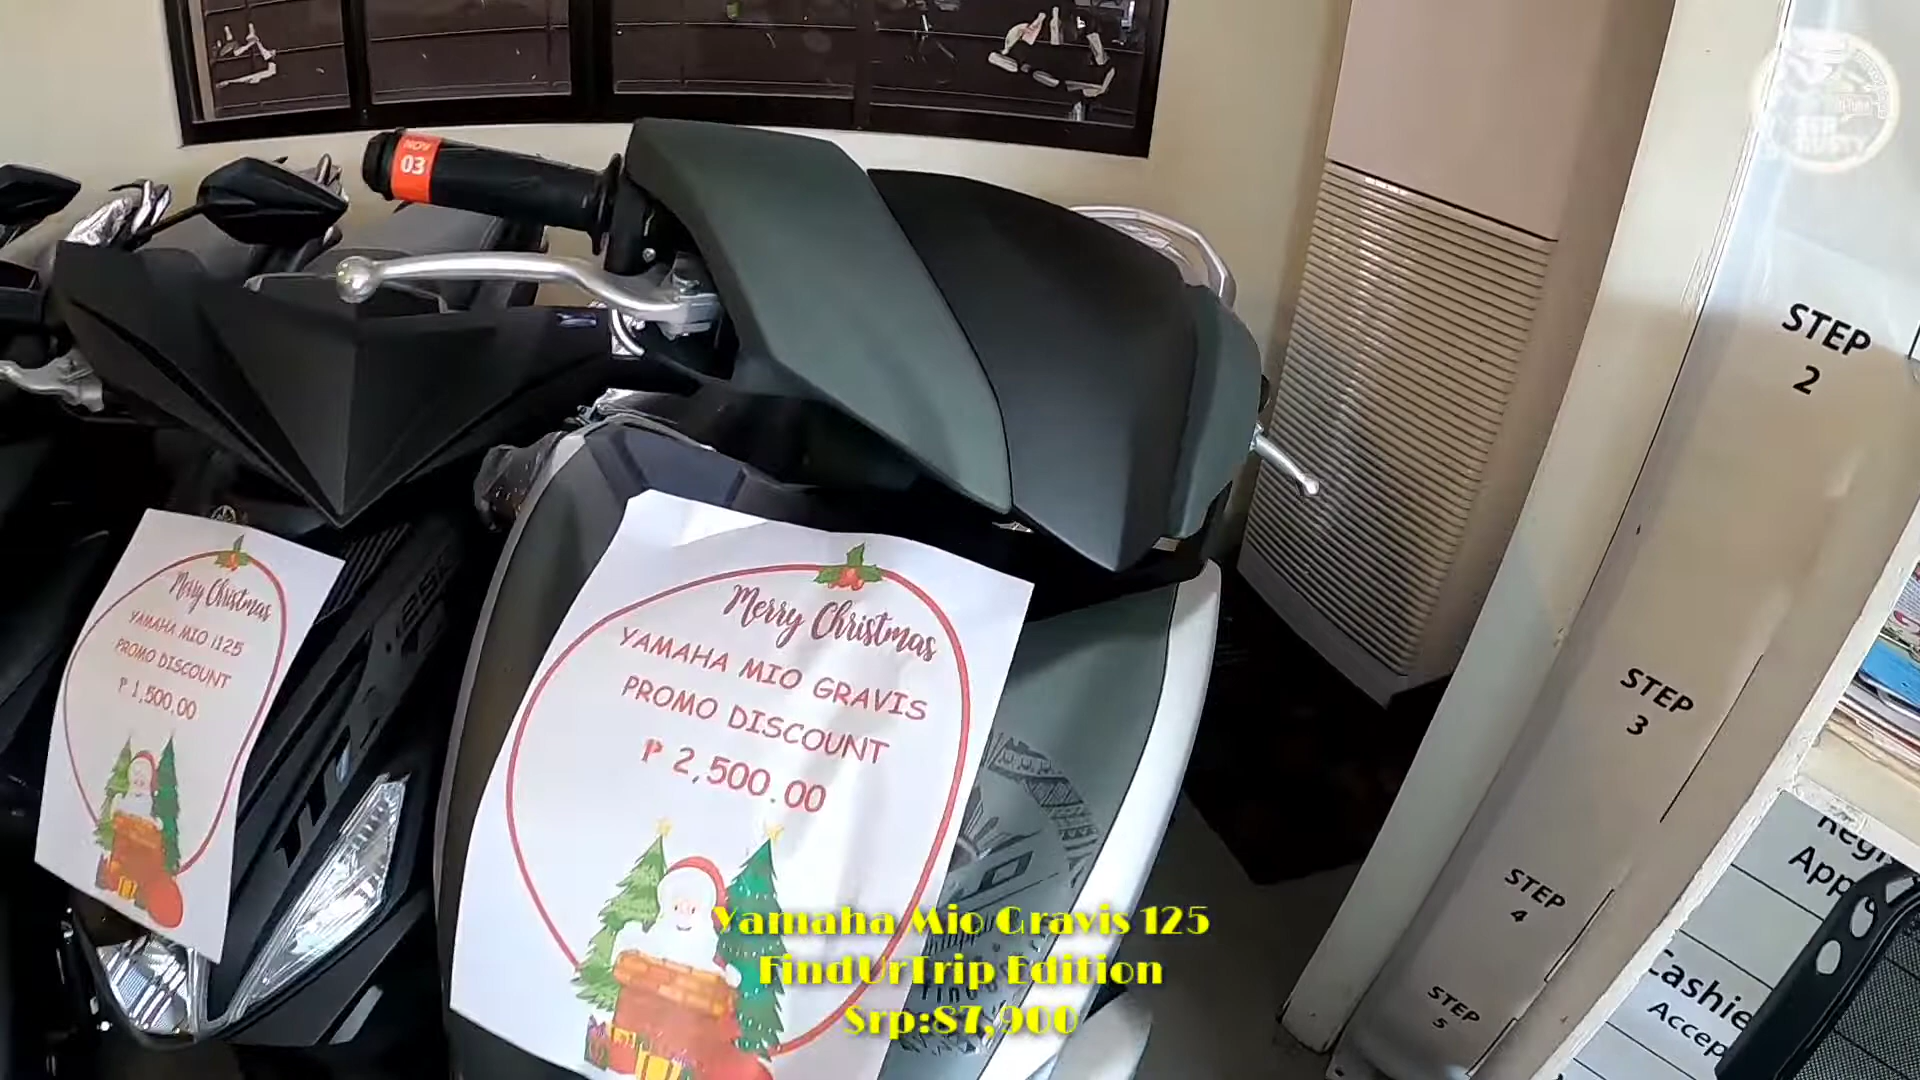 NOV
03
STEP
2
STEP
3
STEP
4
STEP
5
Merry Christmas
YAMAHA MIO i125
PROMO DISCOUNT
₱ 1,500.00
Merry Christmas
YAMAHA MIO GRAVIS
PROMO DISCOUNT
₱ 2,500.00
Yamaha Mio Gravis 125
FindUrTrip Edition
Srp:87,900